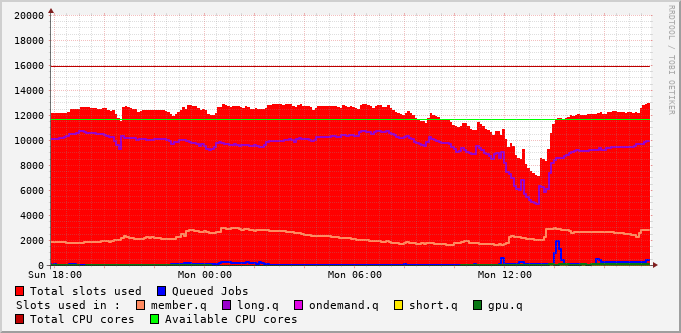 20000
18000
16000
14000
12000
10000
8000
6000
4000
2000
0
Sun 18:00 Mon 00:00 Mon 06:00 Mon 12:00
Total slots used Queued Jobs
Slots used in : member.q long.q ondemand.q short.q gpu.q
Total CPU cores Available CPU cores
RRDTOOL / TOBI OETIKER